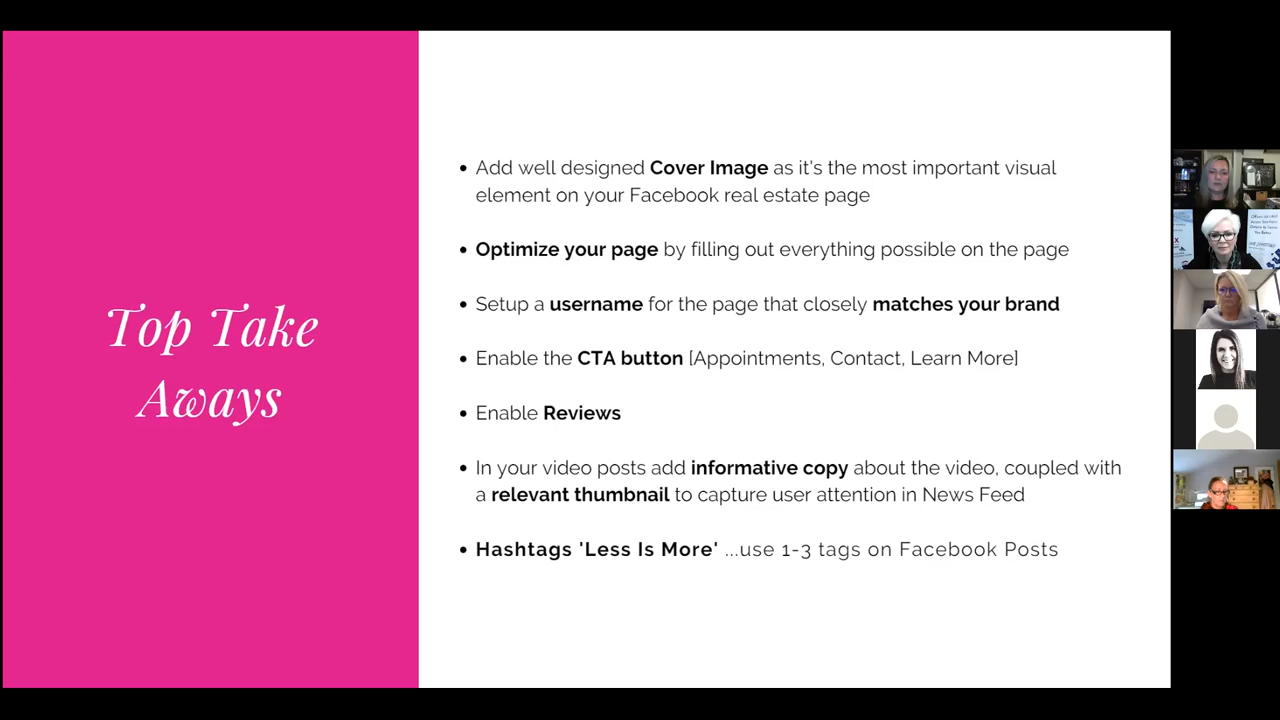 Top Take
Aways
• Add well designed Cover Image as it's the most important visual
element on your Facebook real estate page
• Optimize your page by filling out everything possible on the page
• Setup a username for the page that closely matches your brand
• Enable the CTA button [Appointments, Contact, Learn More]
• Enable Reviews
• In your video posts add informative copy about the video, coupled with
a relevant thumbnail to capture user attention in News Feed
• Hashtags 'Less Is More' ...use 1-3 tags on Facebook Posts